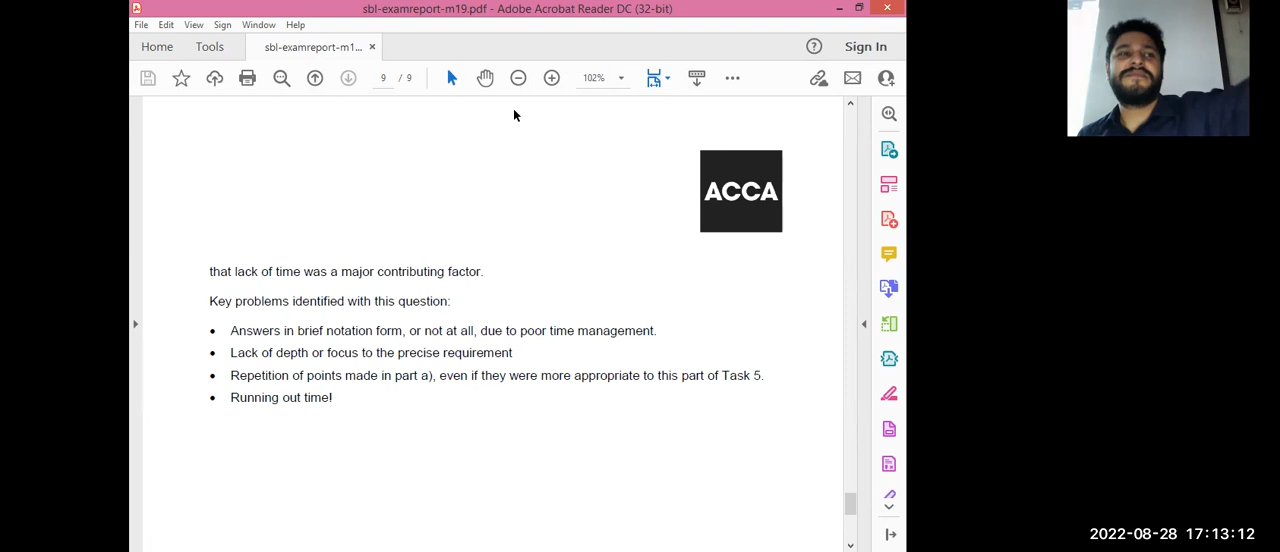 sbl-examreport-m19.pdf - Adobe Acrobat Reader DC (32-bit)
File Edit View Sign Window Help
Home Tools sbl-examreport-m1... × Sign In
9 / 9 102%
ACCA
that lack of time was a major contributing factor.
Key problems identified with this question:
• Answers in brief notation form, or not at all, due to poor time management.
• Lack of depth or focus to the precise requirement
• Repetition of points made in part a), even if they were more appropriate to this part of Task 5.
• Running out time!
2022-08-28 17:13:12